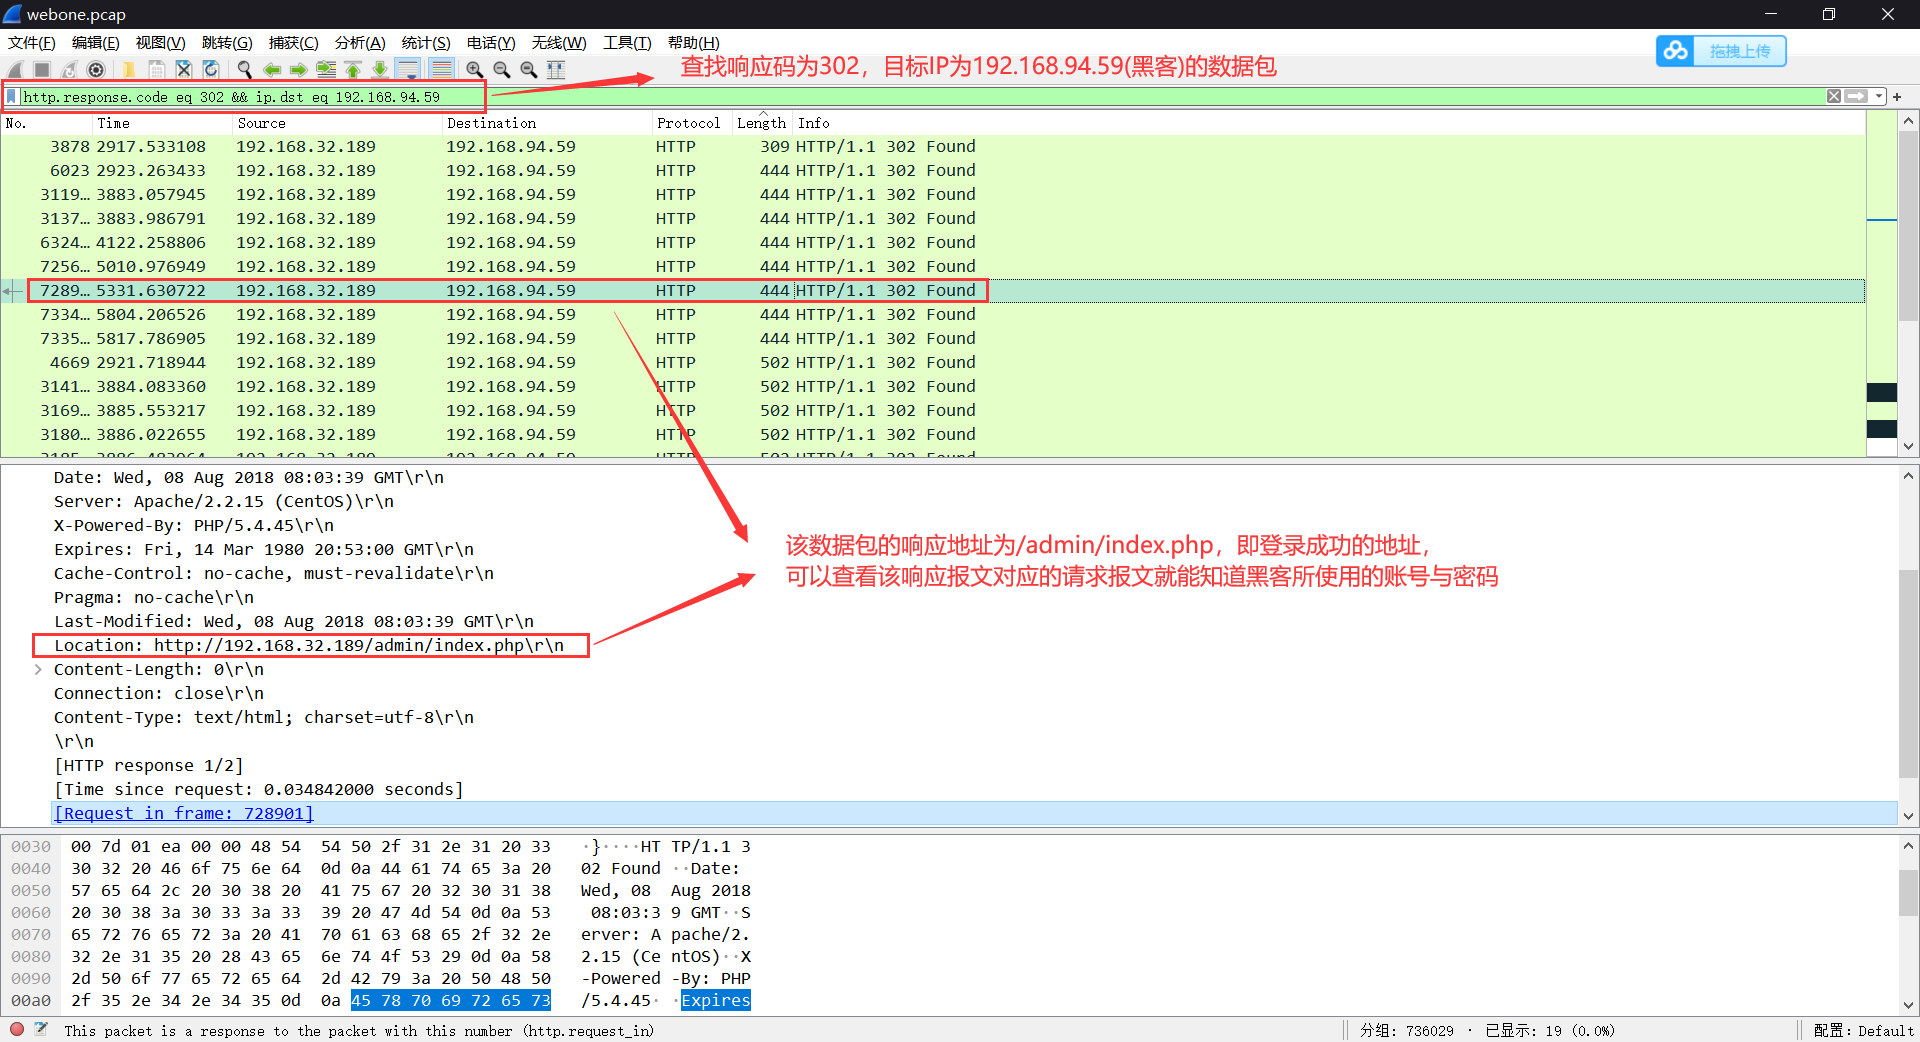 webone.pcap
文件(F) 编辑(E) 视图(V) 跳转(G) 捕获(C) 分析(A) 统计(S) 电话(Y) 无线(W) 工具(T) 帮助(H)
拖拽上传
查找响应码为302，目标IP为192.168.94.59(黑客)的数据包
http.response.code eq 302 && ip.dst eq 192.168.94.59
No. Time Source Destination Protocol Length Info
3878 2917.533108 192.168.32.189 192.168.94.59 HTTP 309 HTTP/1.1 302 Found
6023 2923.263433 192.168.32.189 192.168.94.59 HTTP 444 HTTP/1.1 302 Found
3119… 3883.057945 192.168.32.189 192.168.94.59 HTTP 444 HTTP/1.1 302 Found
3137… 3883.986791 192.168.32.189 192.168.94.59 HTTP 444 HTTP/1.1 302 Found
6324… 4122.258806 192.168.32.189 192.168.94.59 HTTP 444 HTTP/1.1 302 Found
7256… 5010.976949 192.168.32.189 192.168.94.59 HTTP 444 HTTP/1.1 302 Found
7289… 5331.630722 192.168.32.189 192.168.94.59 HTTP 444 HTTP/1.1 302 Found
7334… 5804.206526 192.168.32.189 192.168.94.59 HTTP 444 HTTP/1.1 302 Found
7335… 5817.786905 192.168.32.189 192.168.94.59 HTTP 444 HTTP/1.1 302 Found
4669 2921.718944 192.168.32.189 192.168.94.59 HTTP 502 HTTP/1.1 302 Found
3141… 3884.083360 192.168.32.189 192.168.94.59 HTTP 502 HTTP/1.1 302 Found
3169… 3885.553217 192.168.32.189 192.168.94.59 HTTP 502 HTTP/1.1 302 Found
3180… 3886.022655 192.168.32.189 192.168.94.59 HTTP 502 HTTP/1.1 302 Found
Date: Wed, 08 Aug 2018 08:03:39 GMT\r\n
Server: Apache/2.2.15 (CentOS)\r\n
X-Powered-By: PHP/5.4.45\r\n
Expires: Fri, 14 Mar 1980 20:53:00 GMT\r\n
Cache-Control: no-cache, must-revalidate\r\n
Pragma: no-cache\r\n
Last-Modified: Wed, 08 Aug 2018 08:03:39 GMT\r\n
Location: http://192.168.32.189/admin/index.php\r\n
Content-Length: 0\r\n
Connection: close\r\n
Content-Type: text/html; charset=utf-8\r\n
\r\n
[HTTP response 1/2]
[Time since request: 0.034842000 seconds]
[Request in frame: 728901]
该数据包的响应地址为/admin/index.php，即登录成功的地址，
可以查看该响应报文对应的请求报文就能知道黑客所使用的账号与密码
0030 00 7d 01 ea 00 00 48 54 54 50 2f 31 2e 31 20 33 ·}····HT TP/1.1 3
0040 30 32 20 46 6f 75 6e 64 0d 0a 44 61 74 65 3a 20 02 Found ··Date:
0050 57 65 64 2c 20 30 38 20 41 75 67 20 32 30 31 38 Wed, 08 Aug 2018
0060 20 30 38 3a 30 33 3a 33 39 20 47 4d 54 0d 0a 53 08:03:3 9 GMT··S
0070 65 72 76 65 72 3a 20 41 70 61 63 68 65 2f 32 2e erver: A pache/2.
0080 32 2e 31 35 20 28 43 65 6e 74 4f 53 29 0d 0a 58 2.15 (Ce ntOS)··X
0090 2d 50 6f 77 65 72 65 64 2d 42 79 3a 20 50 48 50 -Powered -By: PHP
00a0 2f 35 2e 34 2e 34 35 0d 0a 45 78 70 69 72 65 73 /5.4.45· ·Expires
This packet is a response to the packet with this number (http.request_in) 分组: 736029 · 已显示: 19 (0.0%) 配置: Default